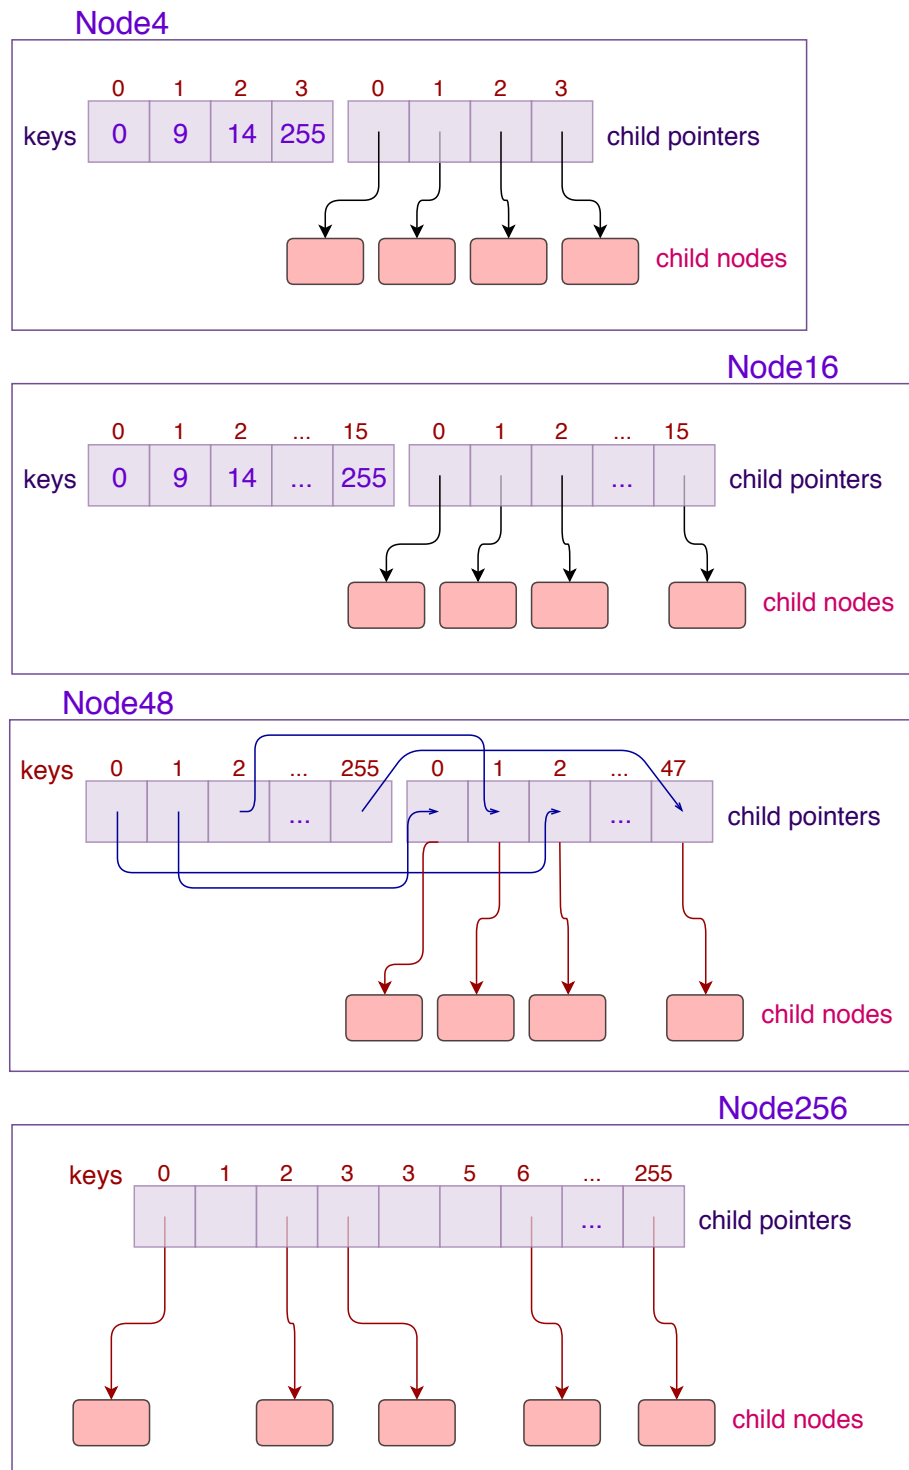 Node4
0 1 2 3 0 1 2 3
keys 0 9 14 255 child pointers
child nodes
Node16
0 1 2 ... 15 0 1 2 ... 15
keys 0 9 14 ... 255 ... child pointers
child nodes
Node48
keys 0 1 2 ... 255 0 1 2 ... 47
... ... child pointers
child nodes
Node256
keys 0 1 2 3 3 5 6 ... 255
... child pointers
child nodes